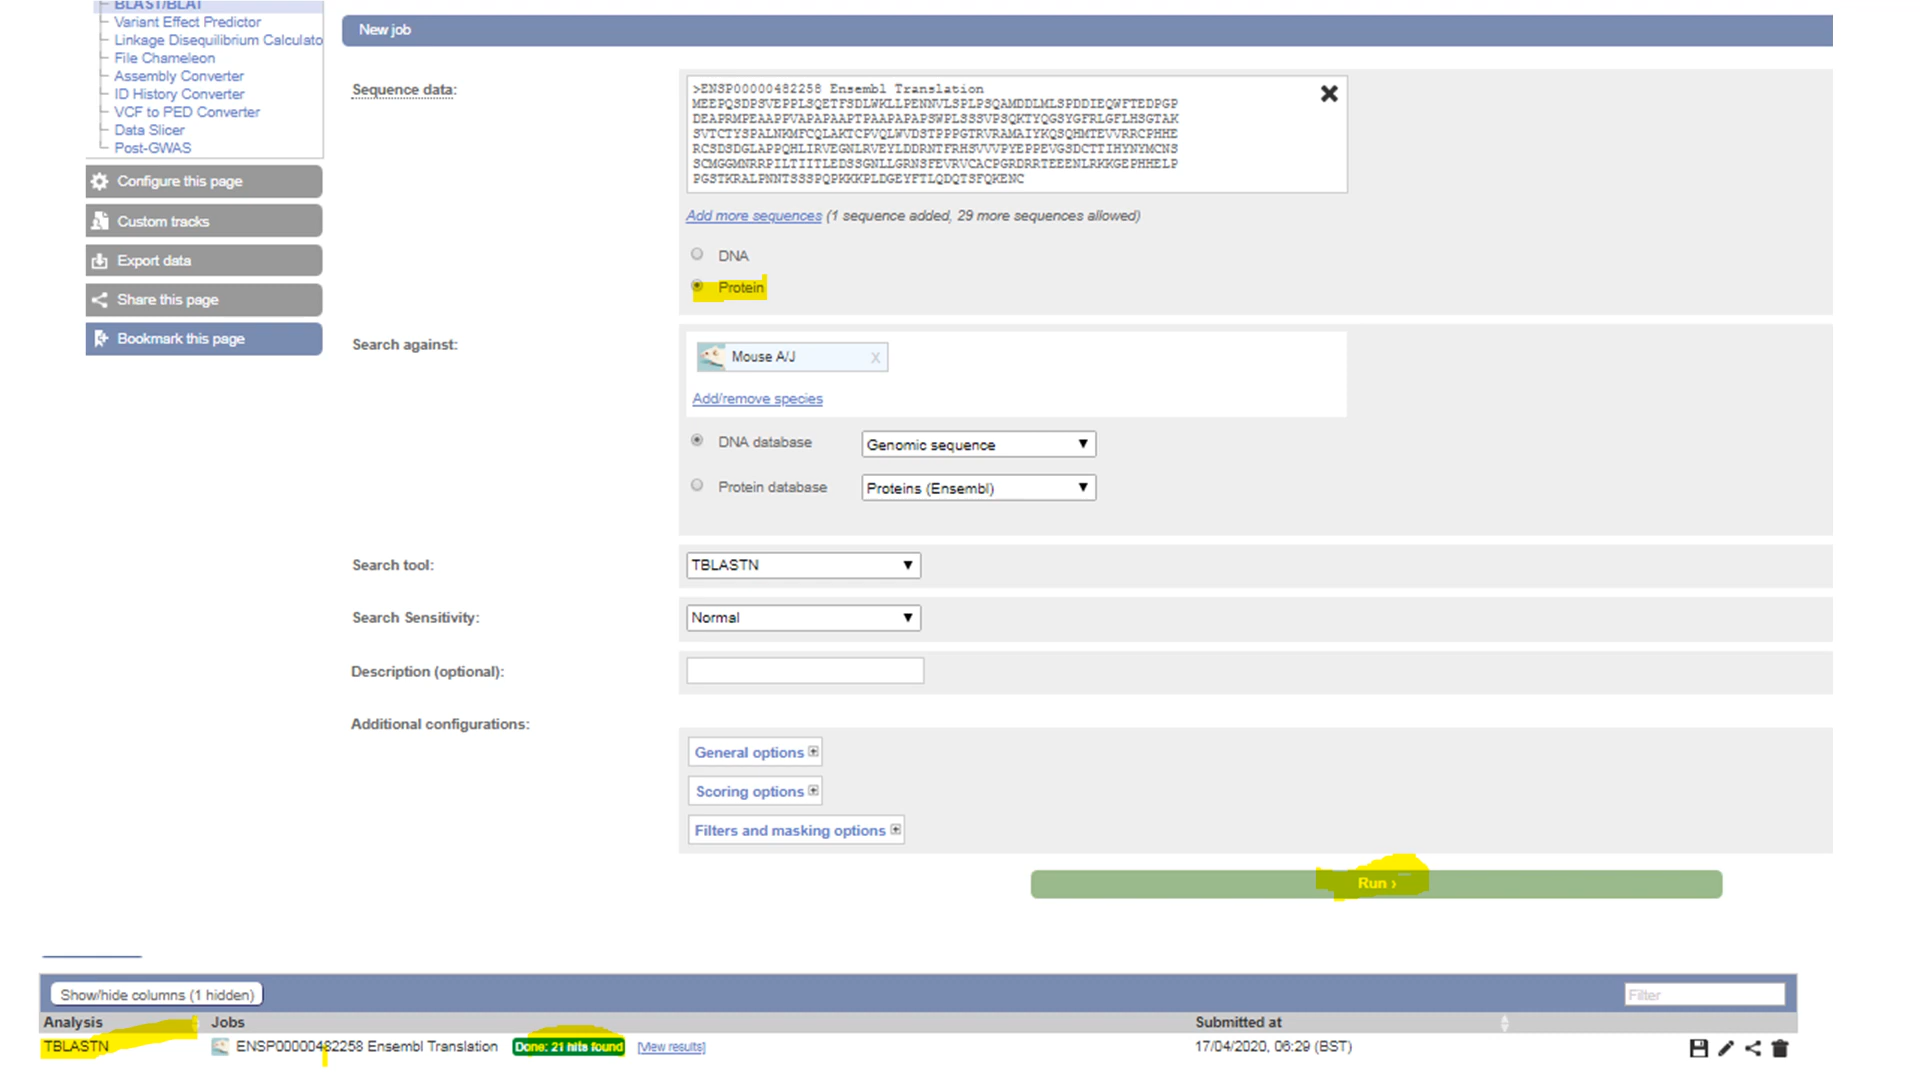 BLAST/BLAT
Variant Effect Predictor
Linkage Disequilibrium Calculato
File Chameleon
Assembly Converter
ID History Converter
VCF to PED Converter
Data Slicer
Post-GWAS
Configure this page
Custom tracks
Export data
Share this page
Bookmark this page
New job
Sequence data:
>ENSP00000482258 Ensembl Translation
MEEPQSDPSVEPPLSQETFSDLWKLLPENNVLSPLPSQAMDDLMLSPDDIEQWFTEDPGP
DEAPRMPEAAPPVAPAPAAPTPAAPAPAPSWPLSSSVPSQKTYQGSYGFRLGFLHSGTAK
SVTCTYSPALNKMFCQLAKTCPVQLWVDSTPPPGTRVRAMAIYKQSQHMTEVVRRCPHHE
RCSDSDGLAPPQHLIRVEGNLRVEYLDDRNTFRHSVVVPYEPPEVGSDCTTIHYNYMCNS
SCMGGMNRRPILTIITLEDSSGNLLGRNSFEVRVCACPGRDRRTEEENLRKKGEPHHELP
PGSTKRALPNNTSSSPQPKKKPLDGEYFTLQDQTSFQKENC
Add more sequences (1 sequence added, 29 more sequences allowed)
DNA
Protein
Search against:
Mouse A/J x
Add/remove species
DNA database Genomic sequence
Protein database Proteins (Ensembl)
Search tool: TBLASTN
Search Sensitivity: Normal
Description (optional):
Additional configurations:
General options
Scoring options
Filters and masking options
Run ›
Show/hide columns (1 hidden) Filter
Analysis Jobs Submitted at
TBLASTN ENSP00000482258 Ensembl Translation Done: 21 hits found [View results] 17/04/2020, 06:29 (BST)